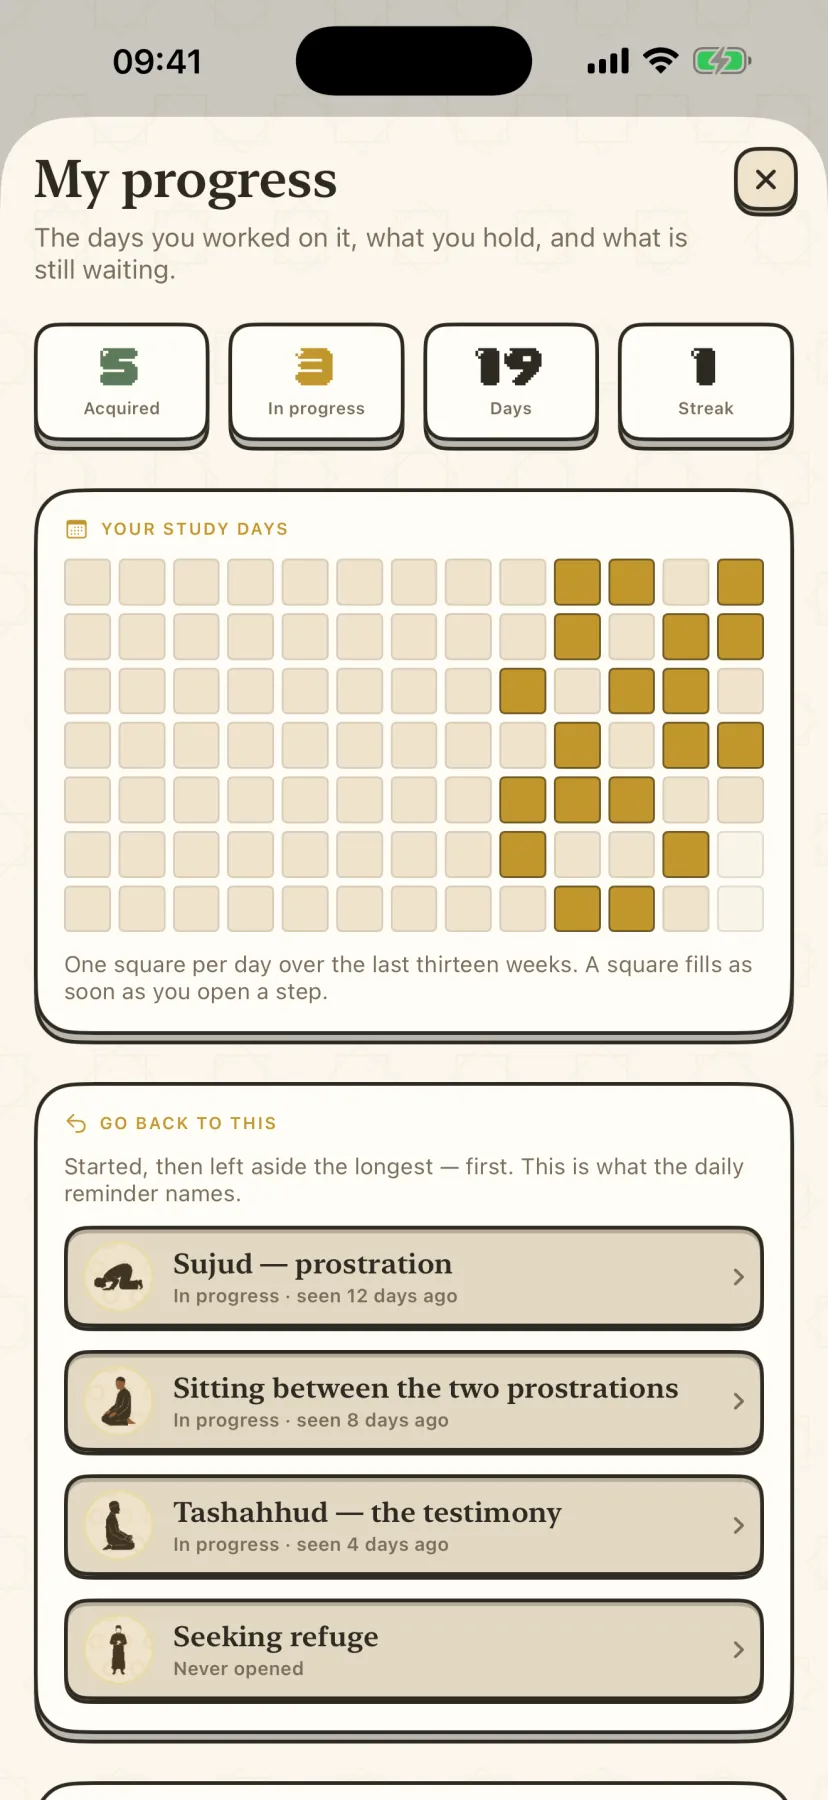 09:41
My progress
The days you worked on it, what you hold, and what is
still waiting.
5
Acquired
3
In progress
19
Days
1
Streak
YOUR STUDY DAYS
One square per day over the last thirteen weeks. A square fills as
soon as you open a step.
GO BACK TO THIS
Started, then left aside the longest — first. This is what the daily
reminder names.
Sujud — prostration
In progress · seen 12 days ago
Sitting between the two prostrations
In progress · seen 8 days ago
Tashahhud — the testimony
In progress · seen 4 days ago
Seeking refuge
Never opened